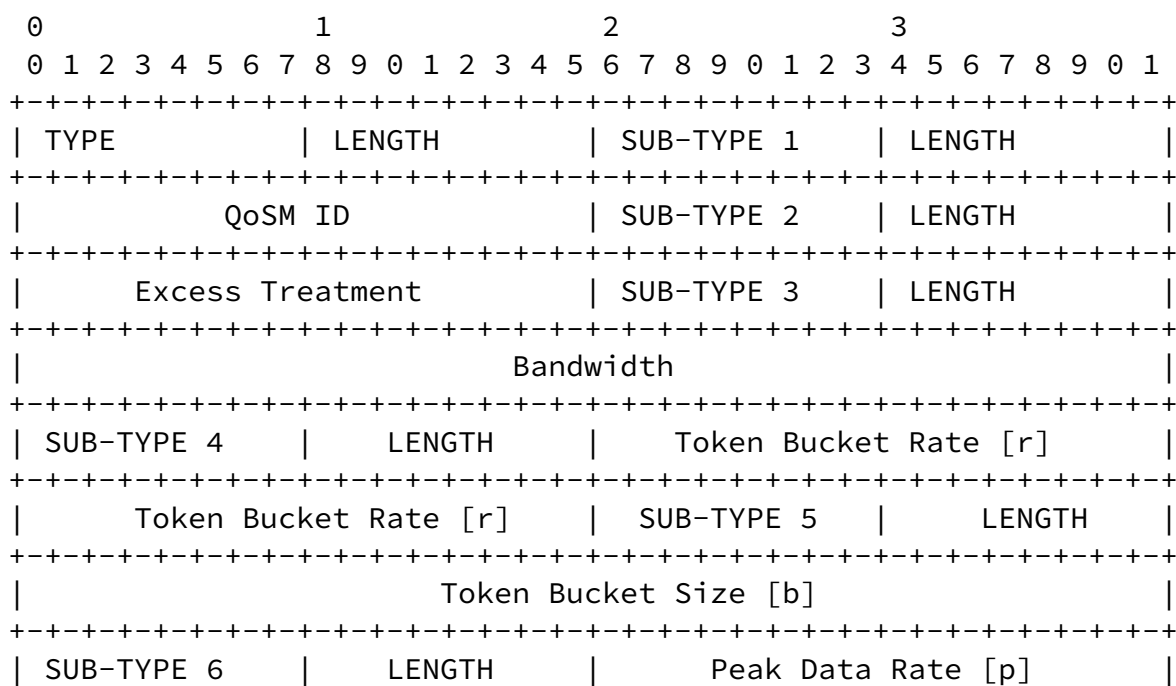 0                   1                   2                   3
0 1 2 3 4 5 6 7 8 9 0 1 2 3 4 5 6 7 8 9 0 1 2 3 4 5 6 7 8 9 0 1
+-+-+-+-+-+-+-+-+-+-+-+-+-+-+-+-+-+-+-+-+-+-+-+-+-+-+-+-+-+-+-+-+
| TYPE          | LENGTH        | SUB-TYPE 1    | LENGTH        |
+-+-+-+-+-+-+-+-+-+-+-+-+-+-+-+-+-+-+-+-+-+-+-+-+-+-+-+-+-+-+-+-+
|           QoSM ID             | SUB-TYPE 2    | LENGTH        |
+-+-+-+-+-+-+-+-+-+-+-+-+-+-+-+-+-+-+-+-+-+-+-+-+-+-+-+-+-+-+-+-+
|      Excess Treatment         | SUB-TYPE 3    | LENGTH        |
+-+-+-+-+-+-+-+-+-+-+-+-+-+-+-+-+-+-+-+-+-+-+-+-+-+-+-+-+-+-+-+-+
|                           Bandwidth                           |
+-+-+-+-+-+-+-+-+-+-+-+-+-+-+-+-+-+-+-+-+-+-+-+-+-+-+-+-+-+-+-+-+
| SUB-TYPE 4    |    LENGTH     |    Token Bucket Rate [r]      |
+-+-+-+-+-+-+-+-+-+-+-+-+-+-+-+-+-+-+-+-+-+-+-+-+-+-+-+-+-+-+-+-+
|      Token Bucket Rate [r]    |  SUB-TYPE 5   |     LENGTH    |
+-+-+-+-+-+-+-+-+-+-+-+-+-+-+-+-+-+-+-+-+-+-+-+-+-+-+-+-+-+-+-+-+
|                       Token Bucket Size [b]                   |
+-+-+-+-+-+-+-+-+-+-+-+-+-+-+-+-+-+-+-+-+-+-+-+-+-+-+-+-+-+-+-+-+
| SUB-TYPE 6    |    LENGTH     |      Peak Data Rate [p]       |